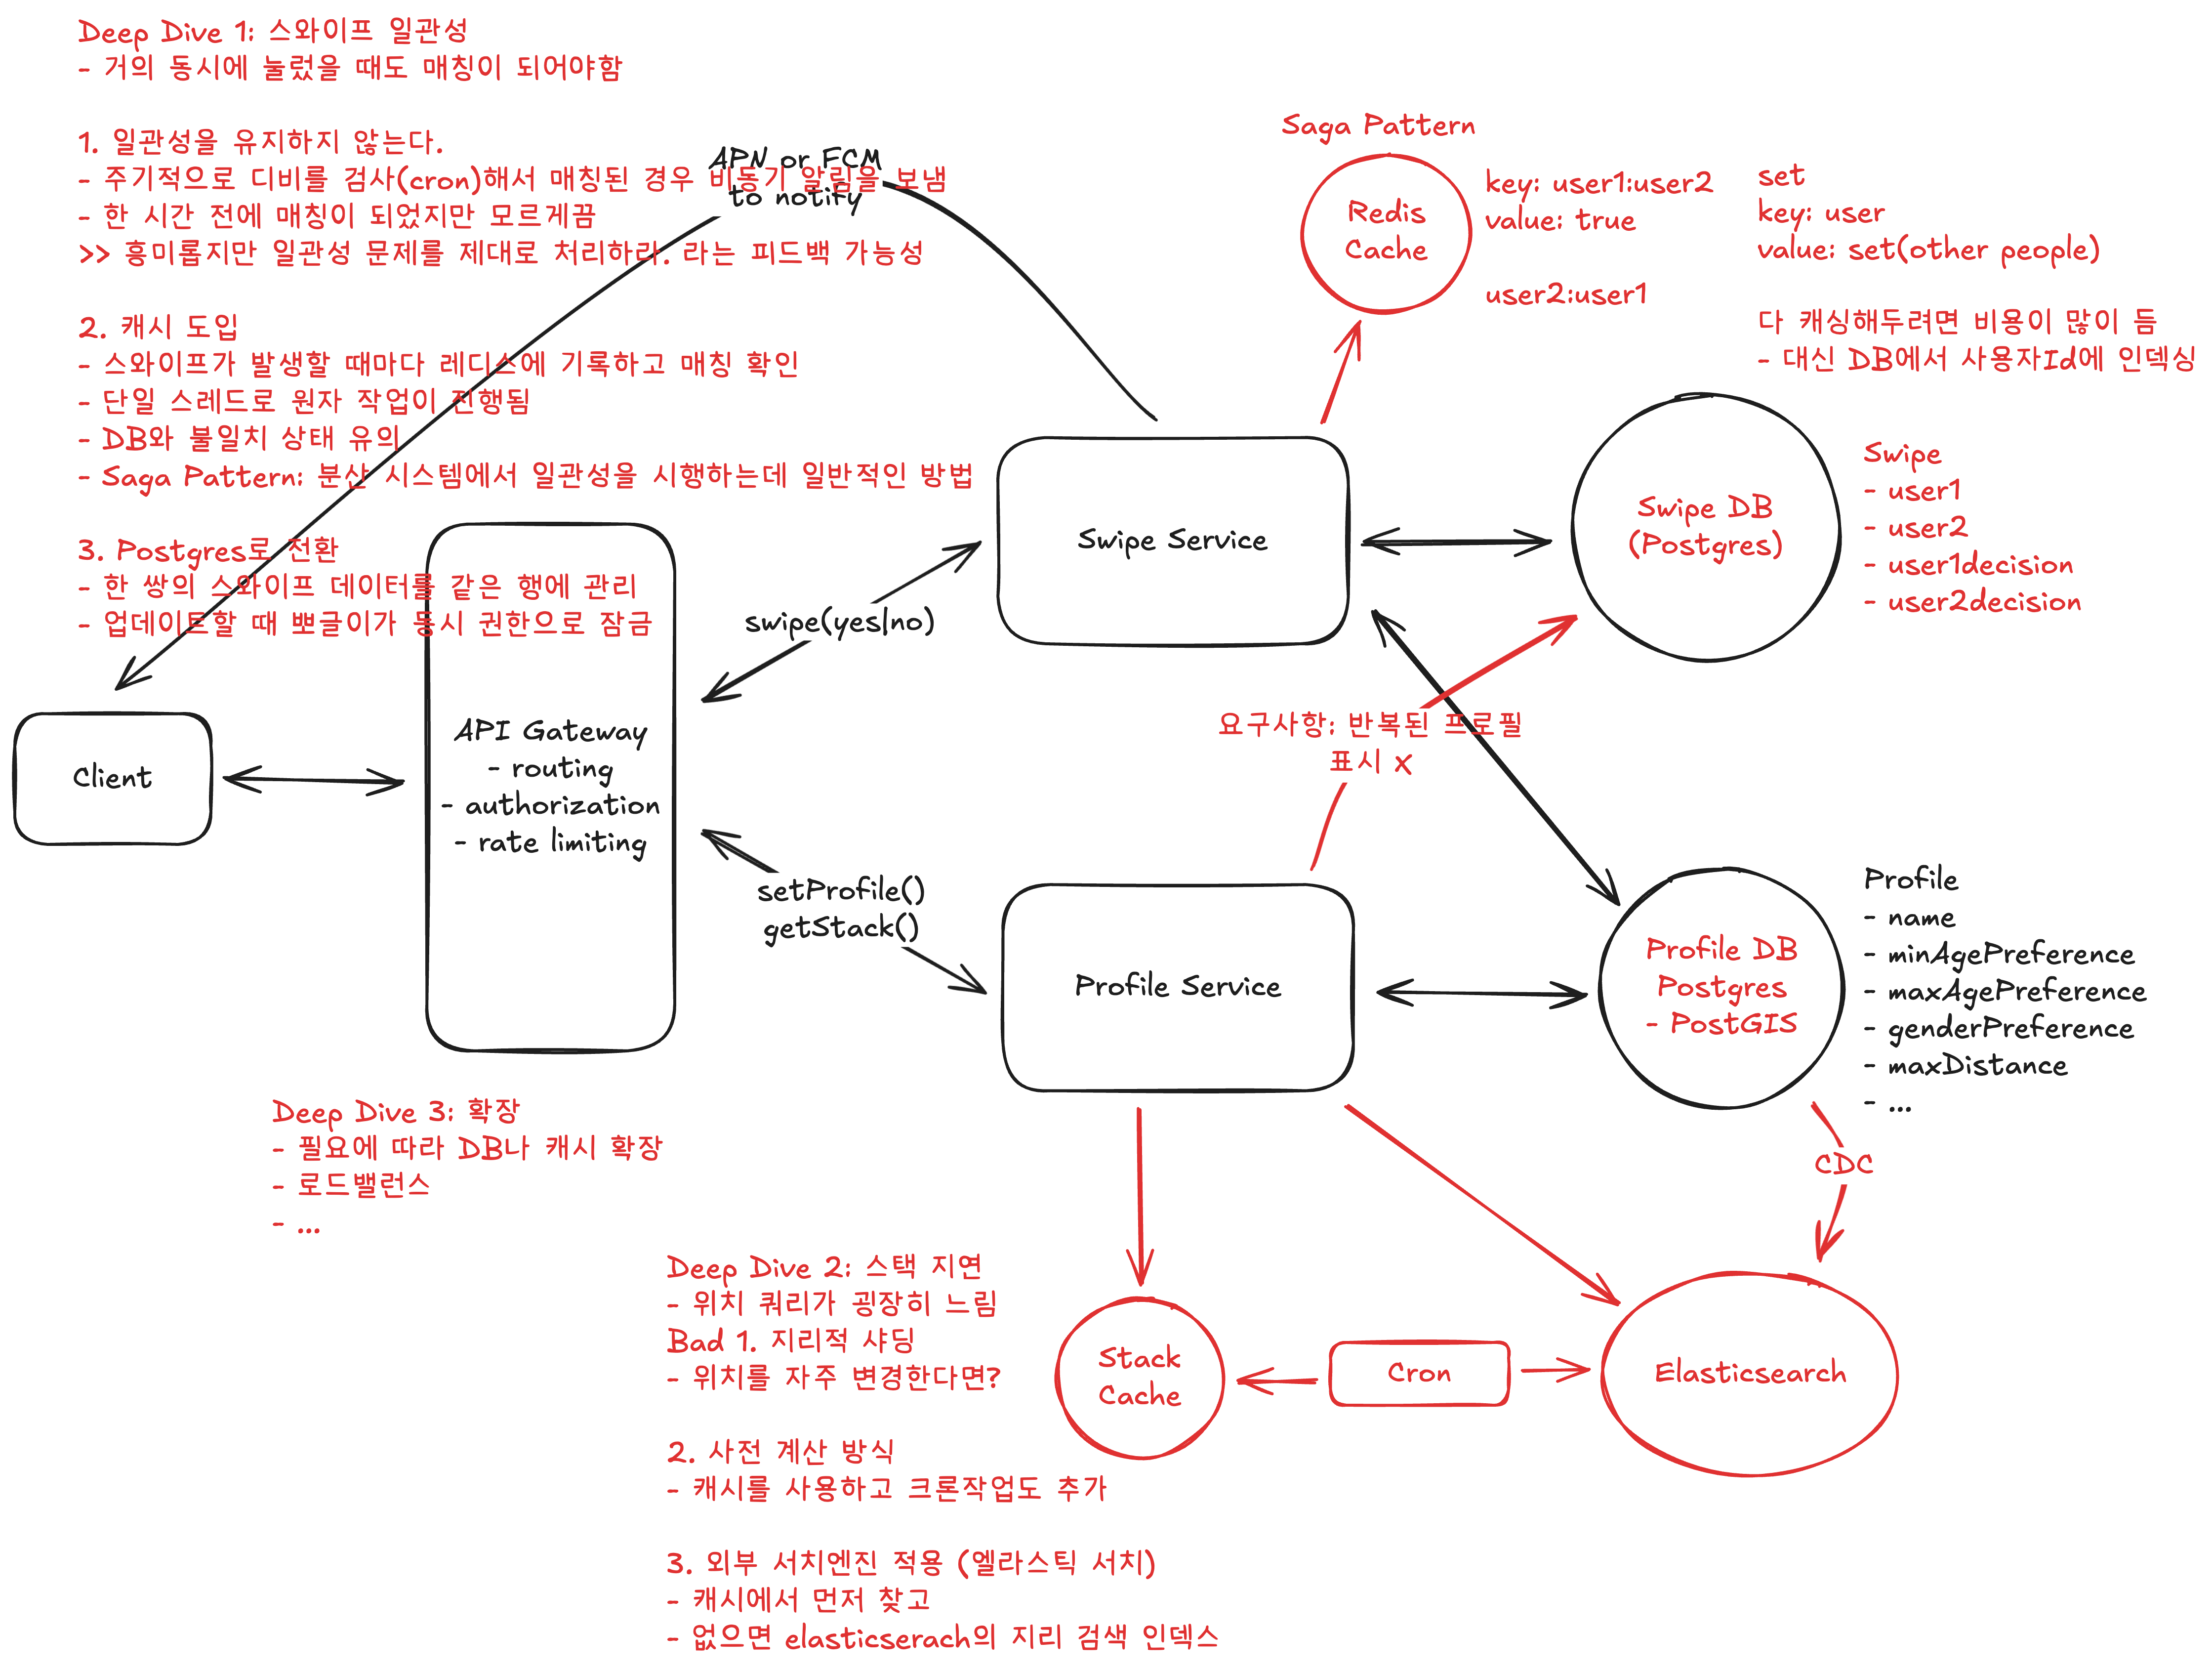 Deep Dive 1: 스와이프 일관성
- 거의 동시에 눌렀을 때도 매칭이 되어야함
1. 일관성을 유지하지 않는다.
- 주기적으로 디비를 검사(cron)해서 매칭된 경우 비동기 알림을 보냄
- 한 시간 전에 매칭이 되었지만 모르게끔
>> 흥미롭지만 일관성 문제를 제대로 처리하라. 라는 피드백 가능성
2. 캐시 도입
- 스와이프가 발생할 때마다 레디스에 기록하고 매칭 확인
- 단일 스레드로 원자 작업이 진행됨
- DB와 불일치 상태 유의
- Saga Pattern: 분산 시스템에서 일관성을 시행하는데 일반적인 방법
3. Postgres로 전환
- 한 쌍의 스와이프 데이터를 같은 행에 관리
- 업데이트할 때 뽀글이가 동시 권한으로 잠금
APN or FCM
to notify
Saga Pattern
Redis
Cache
key: user1:user2
value: true
user2:user1
set
key: user
value: set(other people)
다 캐싱해두려면 비용이 많이 듬
- 대신 DB에서 사용자Id에 인덱싱
Swipe Service
Swipe DB
(Postgres)
Swipe
- user1
- user2
- user1decision
- user2decision
swipe(yes|no)
요구사항: 반복된 프로필
표시 x
Client
API Gateway
- routing
- authorization
- rate limiting
setProfile()
getStack()
Profile Service
Profile DB
Postgres
- PostGIS
Profile
- name
- minAgePreference
- maxAgePreference
- genderPreference
- maxDistance
- ...
CDC
Deep Dive 3: 확장
- 필요에 따라 DB나 캐시 확장
- 로드밸런스
- ...
Deep Dive 2: 스택 지연
- 위치 쿼리가 굉장히 느림
Bad 1. 지리적 샤딩
- 위치를 자주 변경한다면?
2. 사전 계산 방식
- 캐시를 사용하고 크론작업도 추가
3. 외부 서치엔진 적용 (엘라스틱 서치)
- 캐시에서 먼저 찾고
- 없으면 elasticserach의 지리 검색 인덱스
Stack
Cache
Cron
Elasticsearch